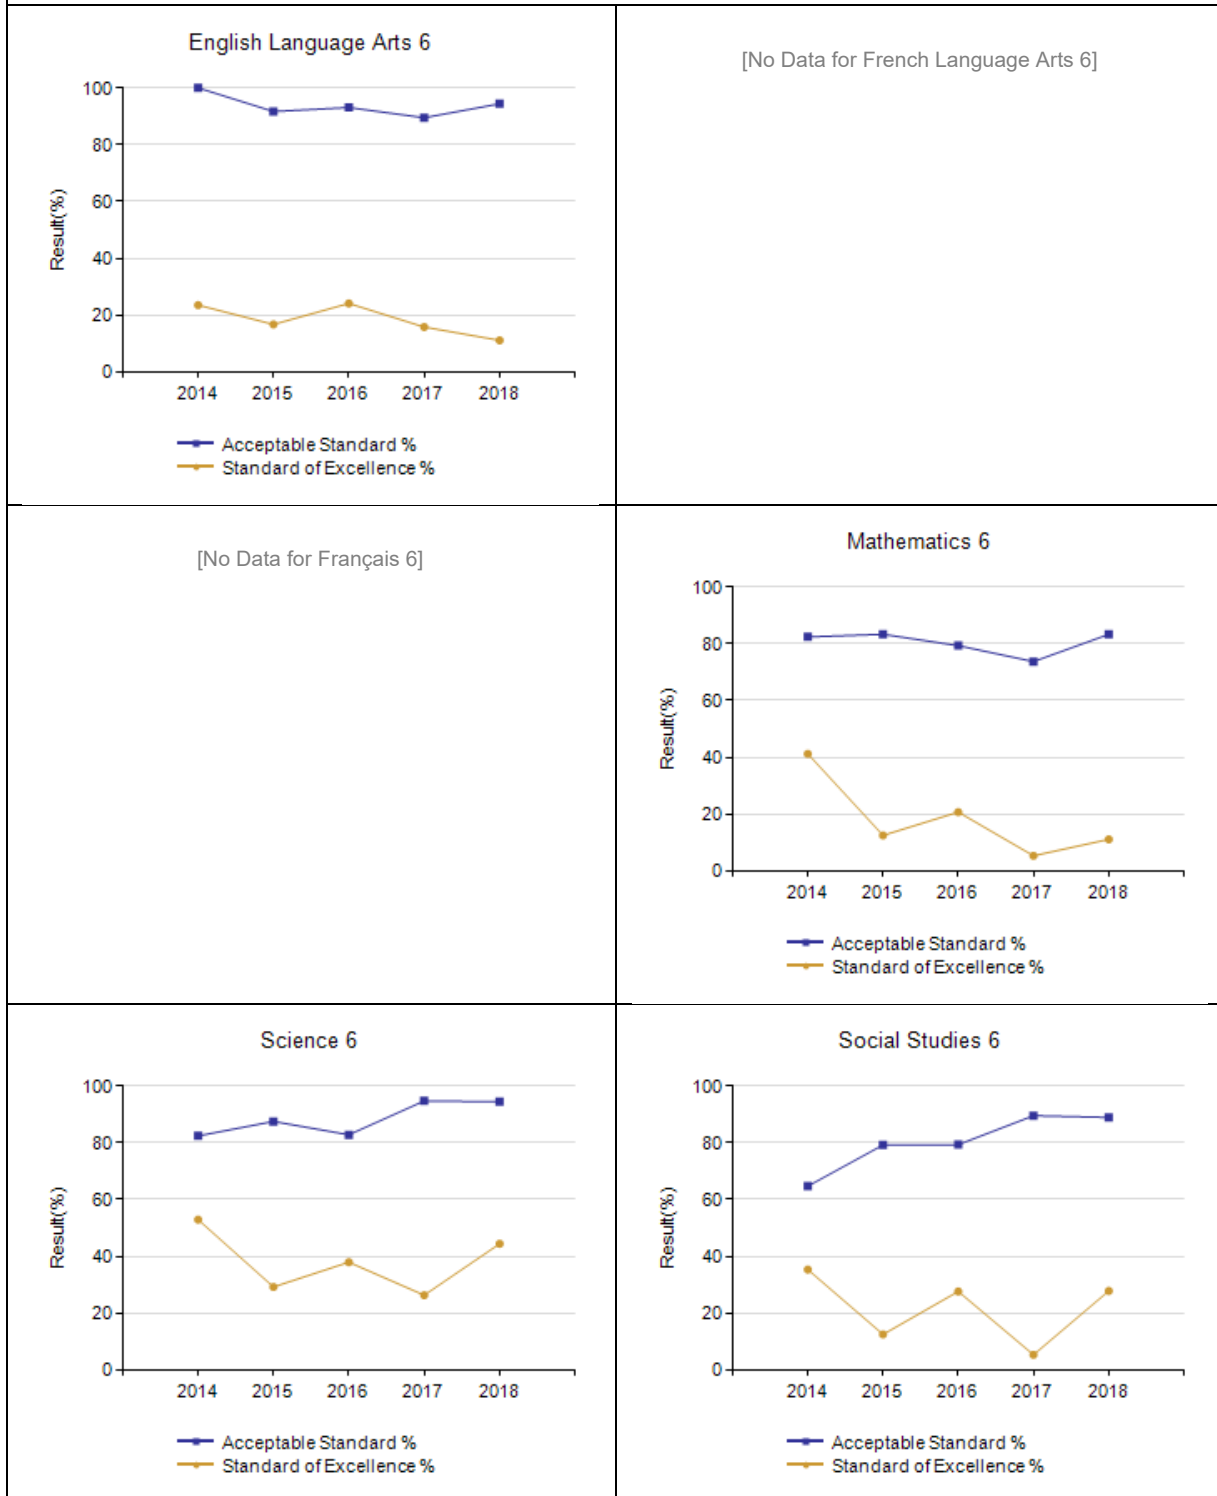 English Language Arts 6
100
80
60
40
20
0
Result(%)
2014 2015 2016 2017 2018
Acceptable Standard %
Standard of Excellence %
[No Data for French Language Arts 6]
[No Data for Français 6]
Mathematics 6
100
80
60
40
20
0
Result(%)
2014 2015 2016 2017 2018
Acceptable Standard %
Standard of Excellence %
Science 6
100
80
60
40
20
0
Result(%)
2014 2015 2016 2017 2018
Acceptable Standard %
Standard of Excellence %
Social Studies 6
100
80
60
40
20
0
Result(%)
2014 2015 2016 2017 2018
Acceptable Standard %
Standard of Excellence %